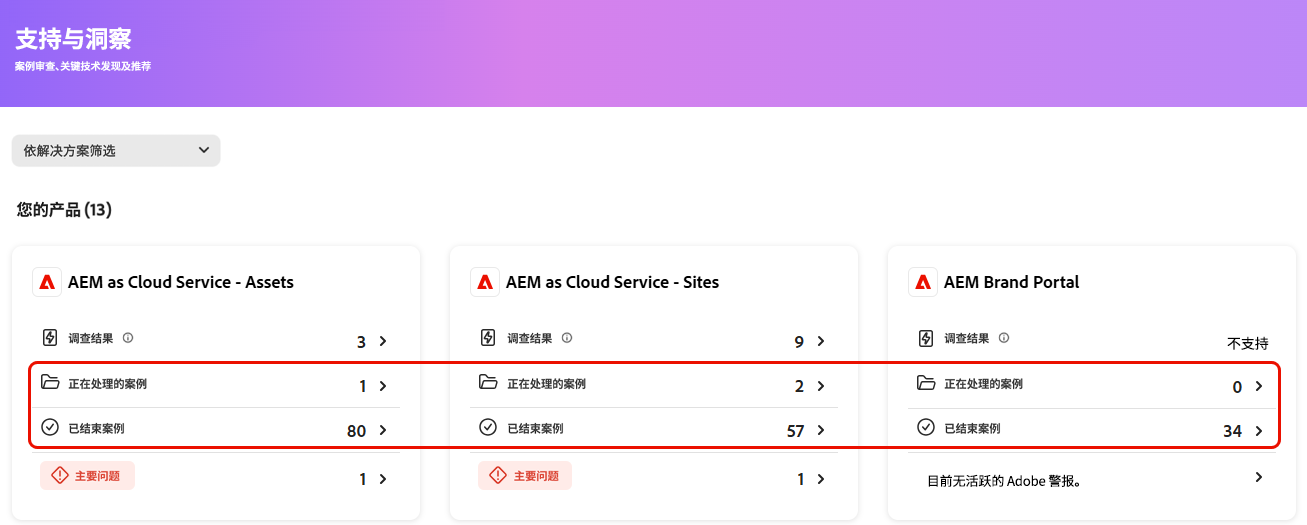 支持与洞察
案例审查、关键技术发现及推荐
依解决方案筛选
您的产品 (13)
AEM as Cloud Service - Assets
调查结果
3
正在处理的案例
1
已结束案例
80
主要问题
1
AEM as Cloud Service - Sites
调查结果
9
正在处理的案例
2
已结束案例
57
主要问题
1
AEM Brand Portal
调查结果
不支持
正在处理的案例
0
已结束案例
34
目前无活跃的 Adobe 警报。